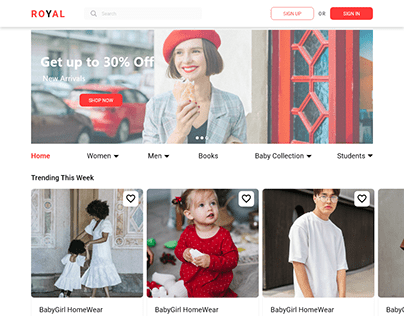 ROYAL
Search
SIGN UP OR SIGN IN
Get up to 30% Off
New Arrivals
SHOP NOW
Home Women Men Books Baby Collection Students
Trending This Week
BabyGirl HomeWear BabyGirl HomeWear BabyGirl HomeWear